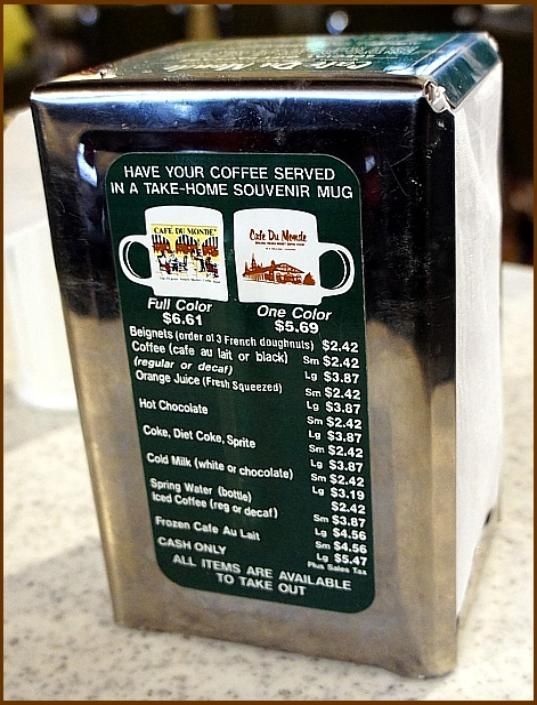 Cafe Du Monde
HAVE YOUR COFFEE SERVED
IN A TAKE-HOME SOUVENIR MUG
CAFE DU MONDE
Cafe Du Monde
Full Color One Color
$6.61 $5.69
Beignets (order of 3 French doughnuts) $2.42
Coffee (cafe au lait or black) Sm $2.42
(regular or decaf) Lg $3.87
Orange Juice (Fresh Squeezed) Sm $2.42
Lg $3.87
Hot Chocolate Sm $2.42
Lg $3.87
Coke, Diet Coke, Sprite Sm $2.42
Lg $3.87
Cold Milk (white or chocolate) Sm $2.42
Lg $3.19
Spring Water (bottle) $2.42
Iced Coffee (reg or decaf) Sm $3.87
Lg $4.56
Frozen Cafe Au Lait Sm $4.56
Lg $5.47
CASH ONLY Plus Sales Tax
ALL ITEMS ARE AVAILABLE
TO TAKE OUT